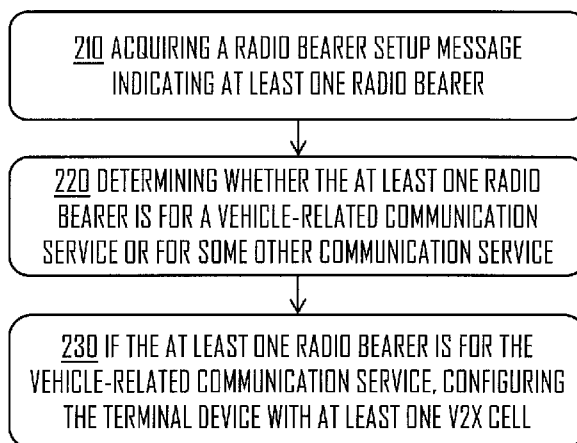 210 ACQUIRING A RADIO BEARER SETUP MESSAGE
INDICATING AT LEAST ONE RADIO BEARER
220 DETERMINING WHETHER THE AT LEAST ONE RADIO
BEARER IS FOR A VEHICLE-RELATED COMMUNICATION
SERVICE OR FOR SOME OTHER COMMUNICATION SERVICE
230 IF THE AT LEAST ONE RADIO BEARER IS FOR THE
VEHICLE-RELATED COMMUNICATION SERVICE, CONFIGURING
THE TERMINAL DEVICE WITH AT LEAST ONE V2X CELL